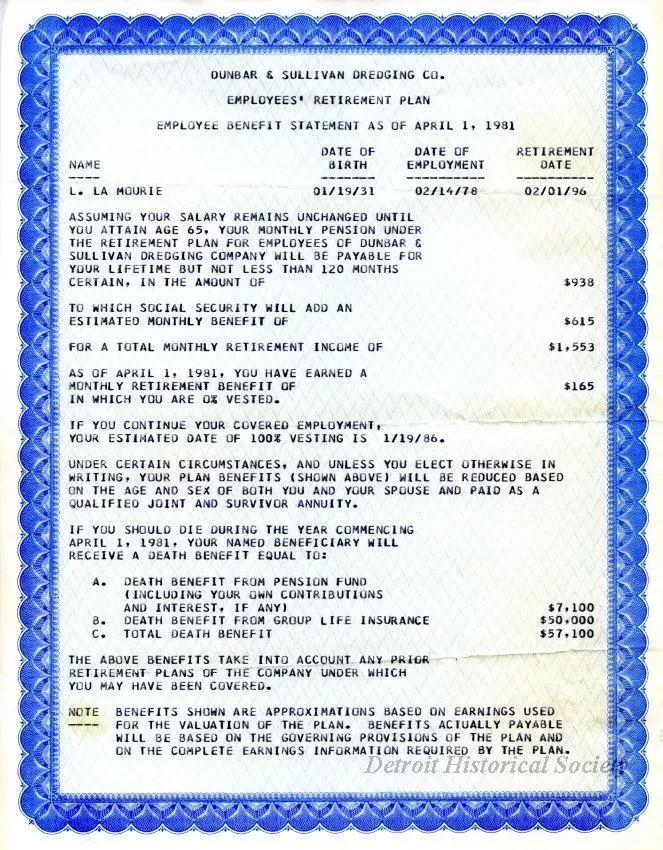 DUNBAR & SULLIVAN DREDGING CO.
EMPLOYEES' RETIREMENT PLAN
EMPLOYEE BENEFIT STATEMENT AS OF APRIL 1, 1981
DATE OF DATE OF RETIREMENT
NAME BIRTH EMPLOYMENT DATE
L. LA MOURIE 01/19/31 02/14/78 02/01/96
ASSUMING YOUR SALARY REMAINS UNCHANGED UNTIL
YOU ATTAIN AGE 65, YOUR MONTHLY PENSION UNDER
THE RETIREMENT PLAN FOR EMPLOYEES OF DUNBAR &
SULLIVAN DREDGING COMPANY WILL BE PAYABLE FOR
YOUR LIFETIME BUT NOT LESS THAN 120 MONTHS
CERTAIN, IN THE AMOUNT OF $938
TO WHICH SOCIAL SECURITY WILL ADD AN
ESTIMATED MONTHLY BENEFIT OF $615
FOR A TOTAL MONTHLY RETIREMENT INCOME OF $1,553
AS OF APRIL 1, 1981, YOU HAVE EARNED A
MONTHLY RETIREMENT BENEFIT OF $165
IN WHICH YOU ARE 0% VESTED.
IF YOU CONTINUE YOUR COVERED EMPLOYMENT,
YOUR ESTIMATED DATE OF 100% VESTING IS 1/19/86.
UNDER CERTAIN CIRCUMSTANCES, AND UNLESS YOU ELECT OTHERWISE IN
WRITING, YOUR PLAN BENEFITS (SHOWN ABOVE) WILL BE REDUCED BASED
ON THE AGE AND SEX OF BOTH YOU AND YOUR SPOUSE AND PAID AS A
QUALIFIED JOINT AND SURVIVOR ANNUITY.
IF YOU SHOULD DIE DURING THE YEAR COMMENCING
APRIL 1, 1981, YOUR NAMED BENEFICIARY WILL
RECEIVE A DEATH BENEFIT EQUAL TO:
A. DEATH BENEFIT FROM PENSION FUND
(INCLUDING YOUR OWN CONTRIBUTIONS
AND INTEREST, IF ANY) $7,100
B. DEATH BENEFIT FROM GROUP LIFE INSURANCE $50,000
C. TOTAL DEATH BENEFIT $57,100
THE ABOVE BENEFITS TAKE INTO ACCOUNT ANY PRIOR
RETIREMENT PLANS OF THE COMPANY UNDER WHICH
YOU MAY HAVE BEEN COVERED.
NOTE BENEFITS SHOWN ARE APPROXIMATIONS BASED ON EARNINGS USED
FOR THE VALUATION OF THE PLAN. BENEFITS ACTUALLY PAYABLE
WILL BE BASED ON THE GOVERNING PROVISIONS OF THE PLAN AND
ON THE COMPLETE EARNINGS INFORMATION REQUIRED BY THE PLAN.
Detroit Historical Society